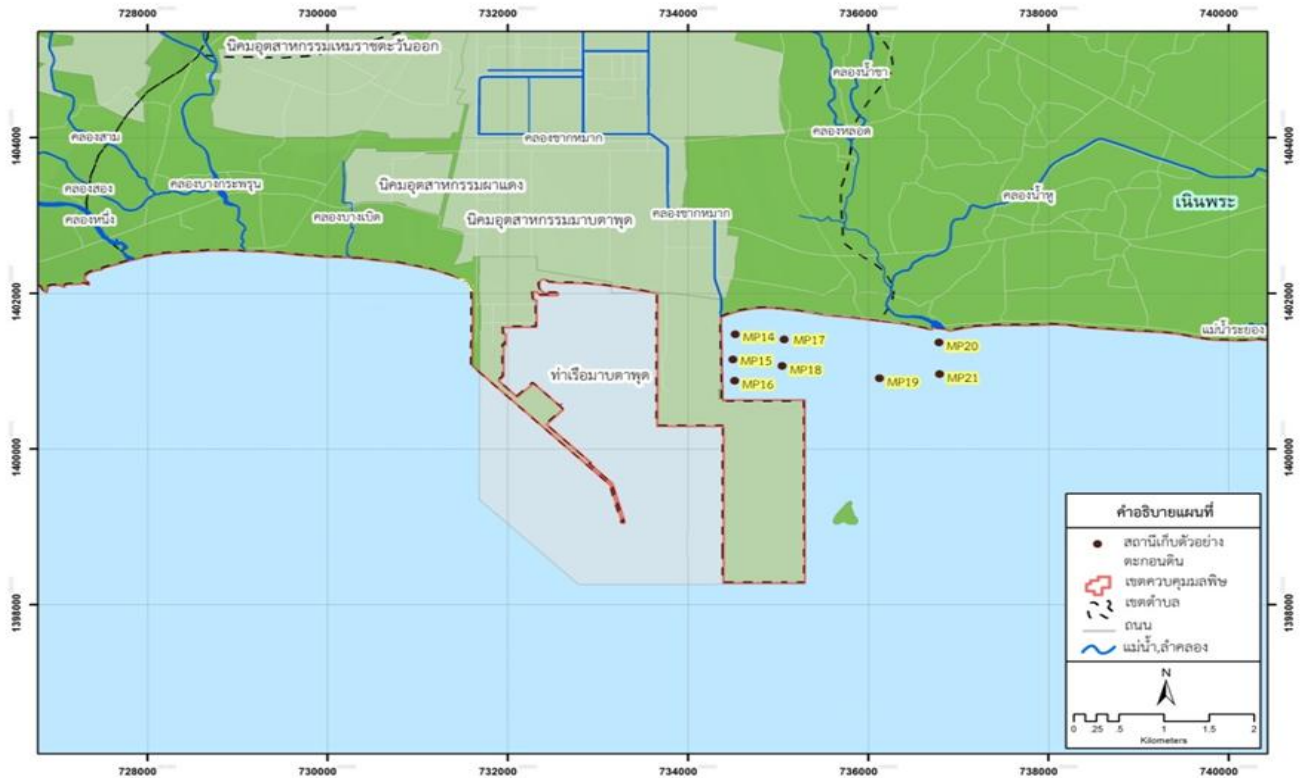 728000 730000 732000 734000 736000 738000 740000
นิคมอุตสาหกรรมเหมราชตะวันออก
คลองน้ำชา
คลองสาม
คลองชากหมาก
คลองหลอด
1404000 1404000
คลองสอง
คลองบางกระพรุน
นิคมอุตสาหกรรมผาแดง
คลองน้ำหู
เนินพระ
คลองหนึ่ง
คลองบางเบิด
นิคมอุตสาหกรรมมาบตาพุด
คลองชากหมาก
1402000 1402000
แม่น้ำระยอง
MP14
MP17
MP20
MP15
MP18
ท่าเรือมาบตาพุด
MP16
MP19
MP21
1400000 1400000
คำอธิบายแผนที่
สถานีเก็บตัวอย่าง
ตะกอนดิน
เขตควบคุมมลพิษ
เขตตำบล
ถนน
แม่น้ำ,ลำคลอง
1398000 1398000
N
0 .25 .5 1 1.5 2
Kilometers
728000 730000 732000 734000 736000 738000 740000